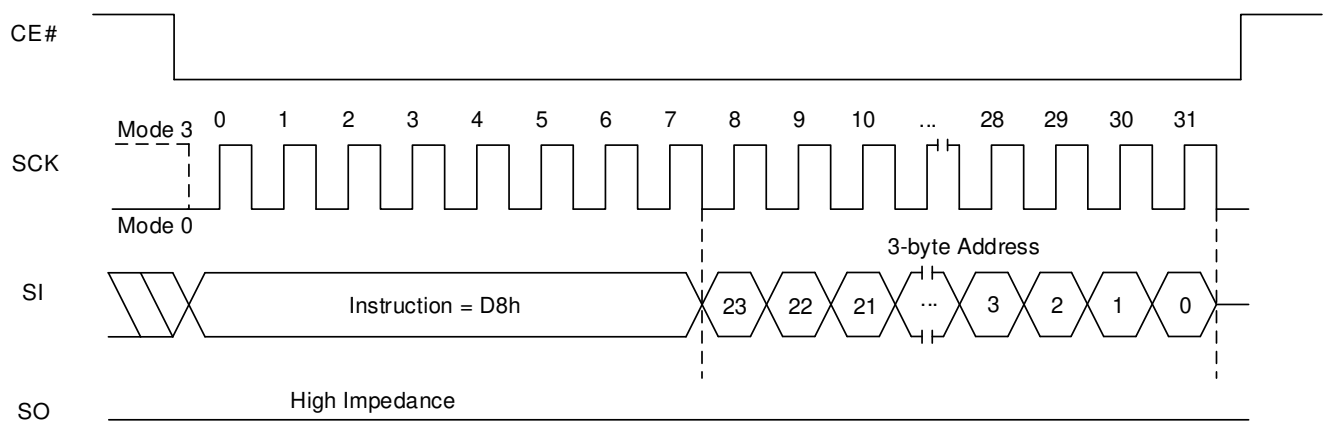 CE#
Mode 3
0 1 2 3 4 5 6 7 8 9 10 ... 28 29 30 31
SCK
Mode 0
3-byte Address
SI
Instruction = D8h
23 22 21 ... 3 2 1 0
High Impedance
SO